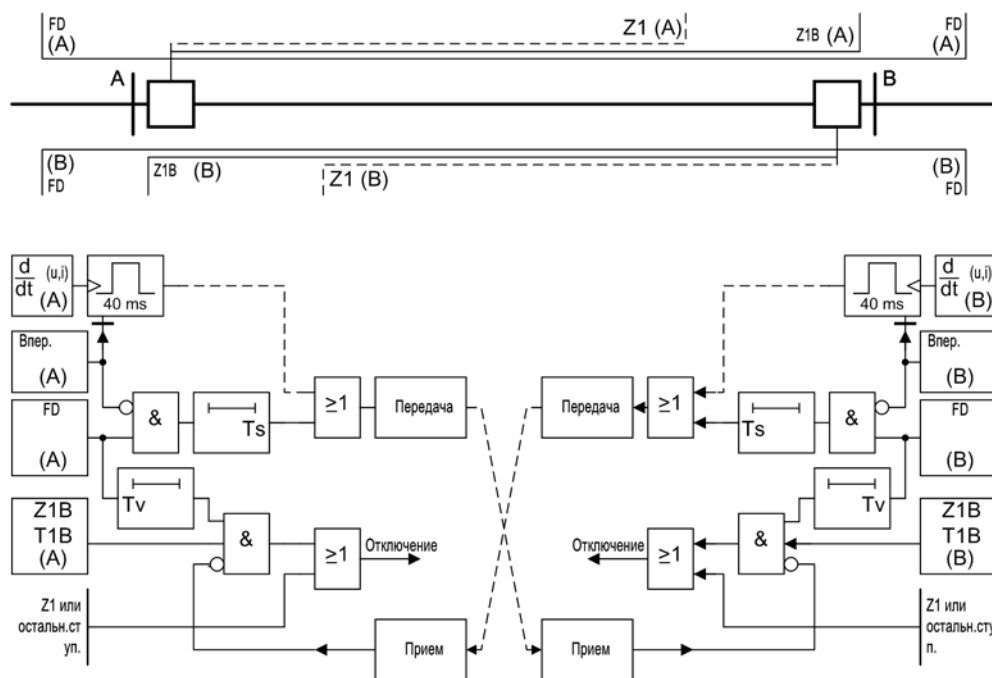 FD
(A)
Z1 (A)
Z1B (A)
FD
(A)
A
B
(B)
FD
Z1B (B)
Z1 (B)
(B)
FD
d
dt
(u,i)
(A)
40 ms
40 ms
d
dt
(u,i)
(B)
Впер.
(A)
Впер.
(B)
FD
(A)
&
Ts
≥1
Передача
Передача
≥1
Ts
&
FD
(B)
Tv
Tv
Z1B
T1B
(A)
&
≥1
Отключение
Отключение
≥1
&
Z1B
T1B
(B)
Z1 или
остальн.ст
уп.
Прием
Прием
Z1 или
остальн.сту
п.